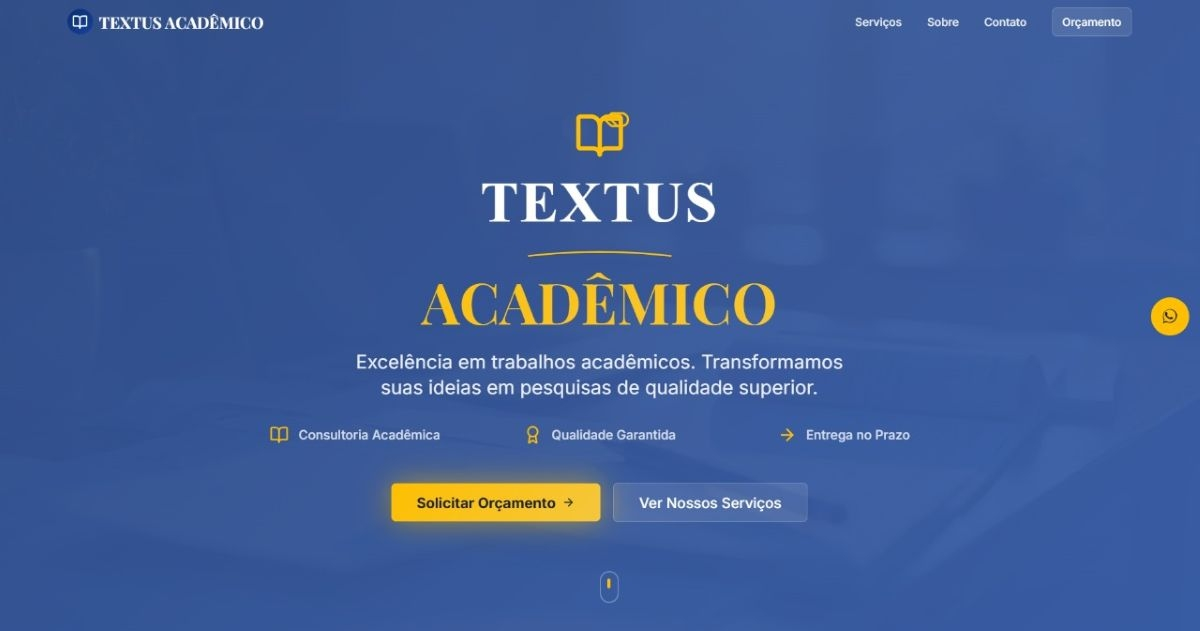 TEXTUS ACADÊMICO
Serviços
Sobre
Contato
Orçamento
TEXTUS
ACADÊMICO
Excelência em trabalhos acadêmicos. Transformamos
suas ideias em pesquisas de qualidade superior.
Consultoria Acadêmica
Qualidade Garantida
Entrega no Prazo
Solicitar Orçamento →
Ver Nossos Serviços